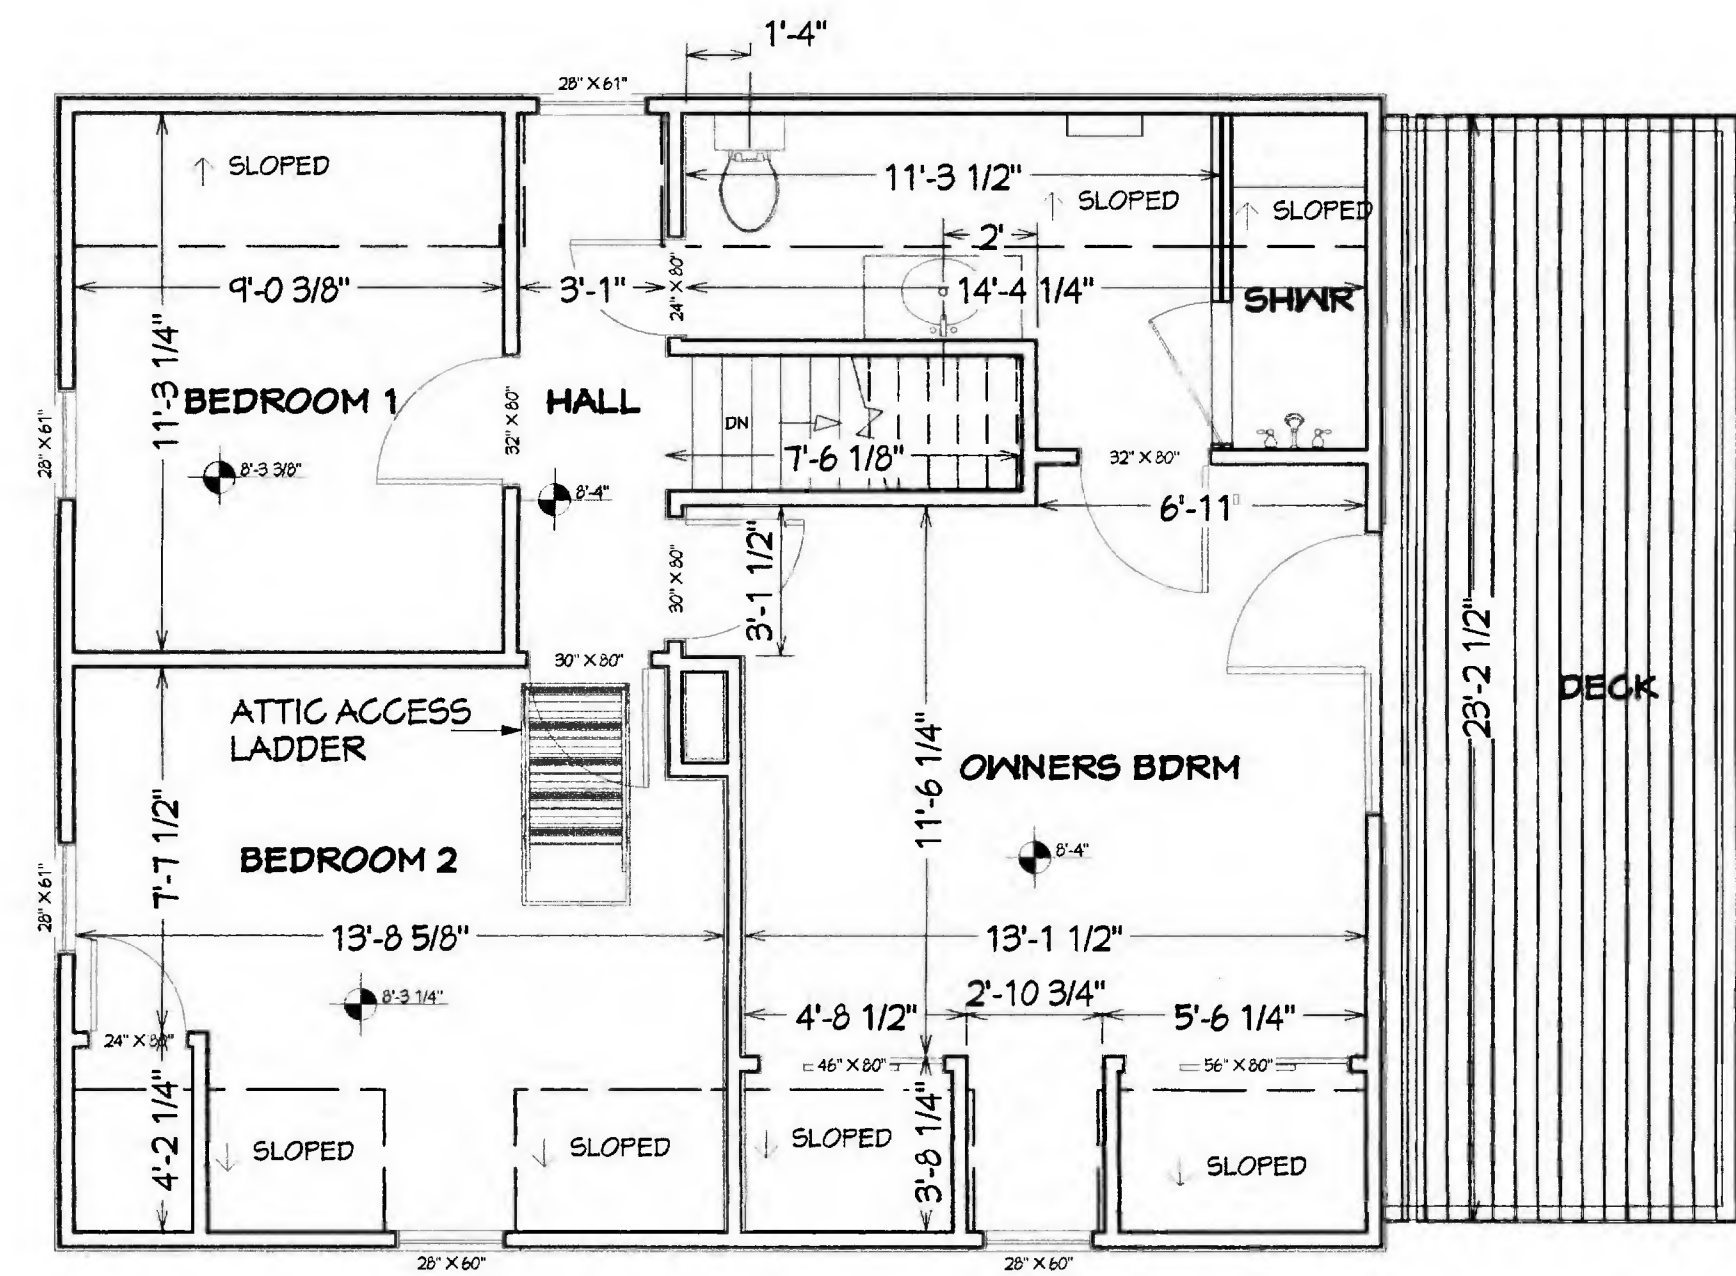 1'-4"
28" X 61"
SLOPED
11'-3 1/2"
SLOPED
SLOPED
2'
9'-0 3/8"
3'-1"
24" X 80"
14'-4 1/4"
SHWR
11'-3 1/4"
BEDROOM 1
HALL
28" X 61"
32" X 80"
DN
7'-6 1/8"
32" X 80"
8'-3 3/8"
8'-4"
6'-11"
3'-1 1/2"
30" X 80"
30" X 80"
23'-2 1/2"
DECK
ATTIC ACCESS
LADDER
11'-6 1/4"
OWNERS BDRM
7'-7 1/2"
BEDROOM 2
8'-4"
28" X 61"
13'-8 5/8"
13'-1 1/2"
8'-3 1/4"
2'-10 3/4"
4'-8 1/2"
5'-6 1/4"
24" X 80"
46" X 80"
56" X 80"
4'-2 1/4"
3'-8 1/4"
SLOPED
SLOPED
SLOPED
SLOPED
28" X 60"
28" X 60"